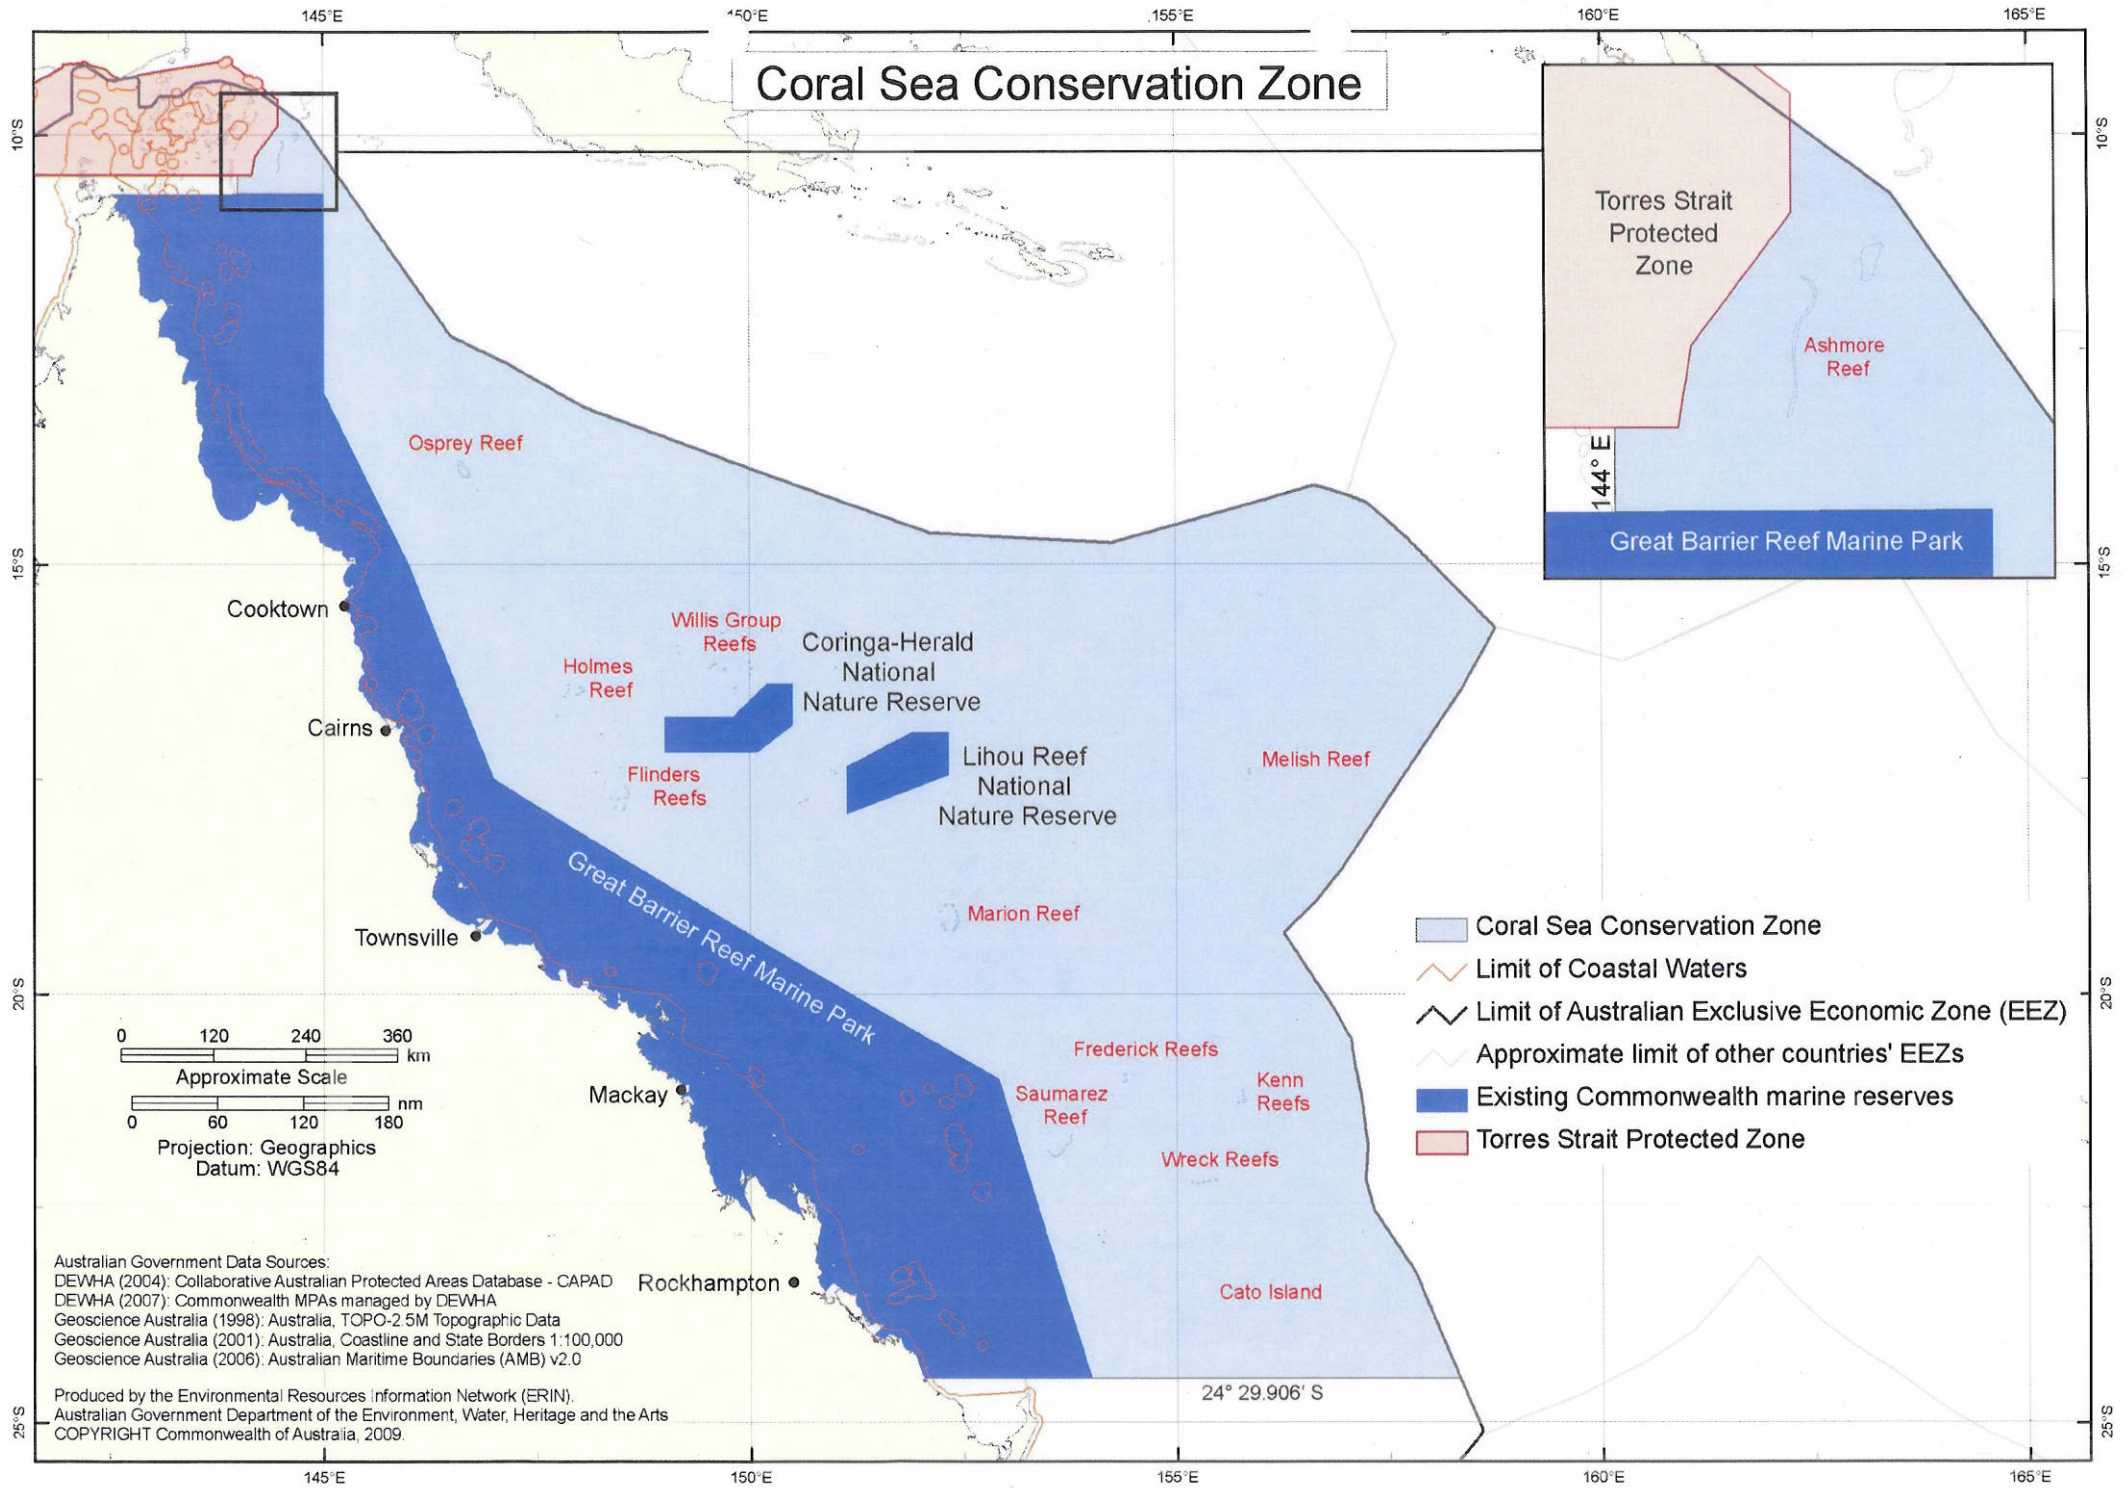 145°E
150°E
155°E
160°E
165°E
Coral Sea Conservation Zone
10°S
10°S
Torres Strait
Protected
Zone
Ashmore
Reef
144° E
Great Barrier Reef Marine Park
Osprey Reef
15°S
15°S
Cooktown
Willis Group
Reefs
Coringa-Herald
National
Nature Reserve
Holmes
Reef
Cairns
Flinders
Reefs
Lihou Reef
National
Nature Reserve
Melish Reef
Great Barrier Reef Marine Park
Marion Reef
Townsville
Coral Sea Conservation Zone
Limit of Coastal Waters
Limit of Australian Exclusive Economic Zone (EEZ)
Approximate limit of other countries' EEZs
Existing Commonwealth marine reserves
Torres Strait Protected Zone
20°S
20°S
0 120 240 360
km
Approximate Scale
nm
0 60 120 180
Projection: Geographics
Datum: WGS84
Mackay
Frederick Reefs
Saumarez
Reef
Kenn
Reefs
Wreck Reefs
Rockhampton
Cato Island
24° 29.906' S
Australian Government Data Sources:
DEWHA (2004): Collaborative Australian Protected Areas Database - CAPAD
DEWHA (2007): Commonwealth MPAs managed by DEWHA
Geoscience Australia (1998): Australia, TOPO-2.5M Topographic Data
Geoscience Australia (2001): Australia, Coastline and State Borders 1:100,000
Geoscience Australia (2006): Australian Maritime Boundaries (AMB) v2.0
Produced by the Environmental Resources Information Network (ERIN).
Australian Government Department of the Environment, Water, Heritage and the Arts
COPYRIGHT Commonwealth of Australia, 2009.
25°S
25°S
145°E
150°E
155°E
160°E
165°E